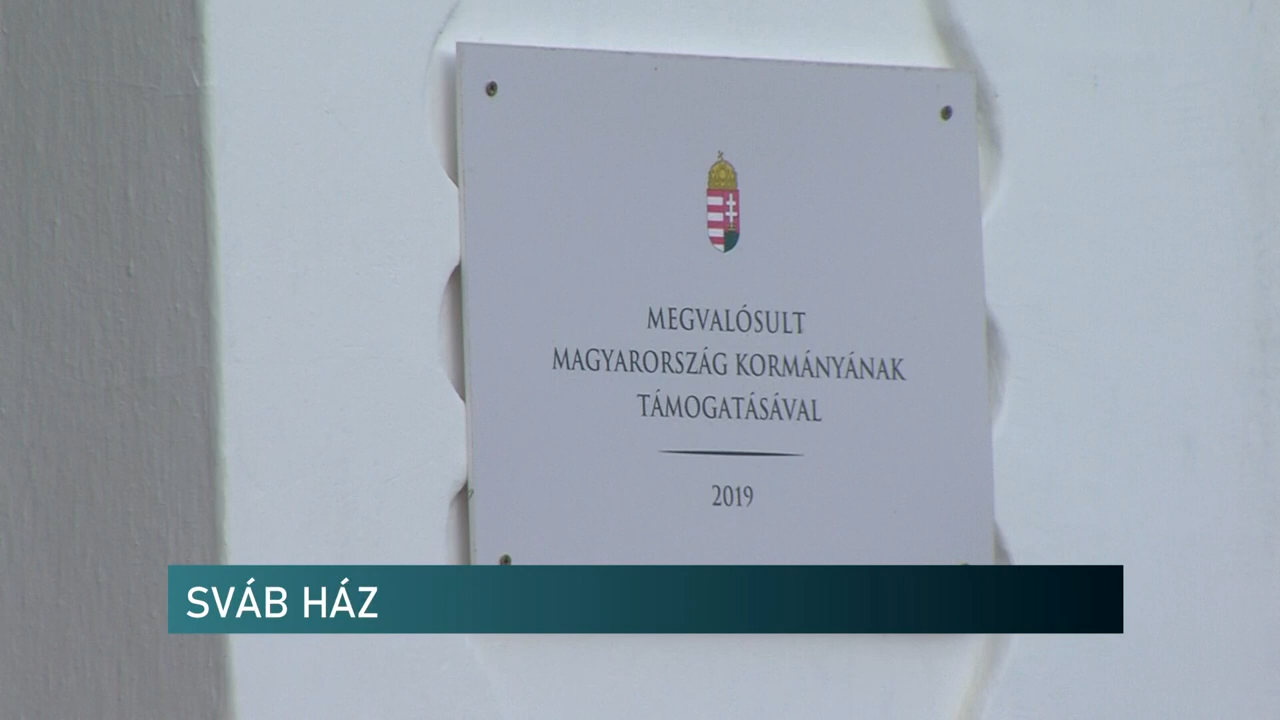 MEGVALÓSULT
MAGYARORSZÁG KORMÁNYÁNAK
TÁMOGATÁSÁVAL
2019
SVÁB HÁZ